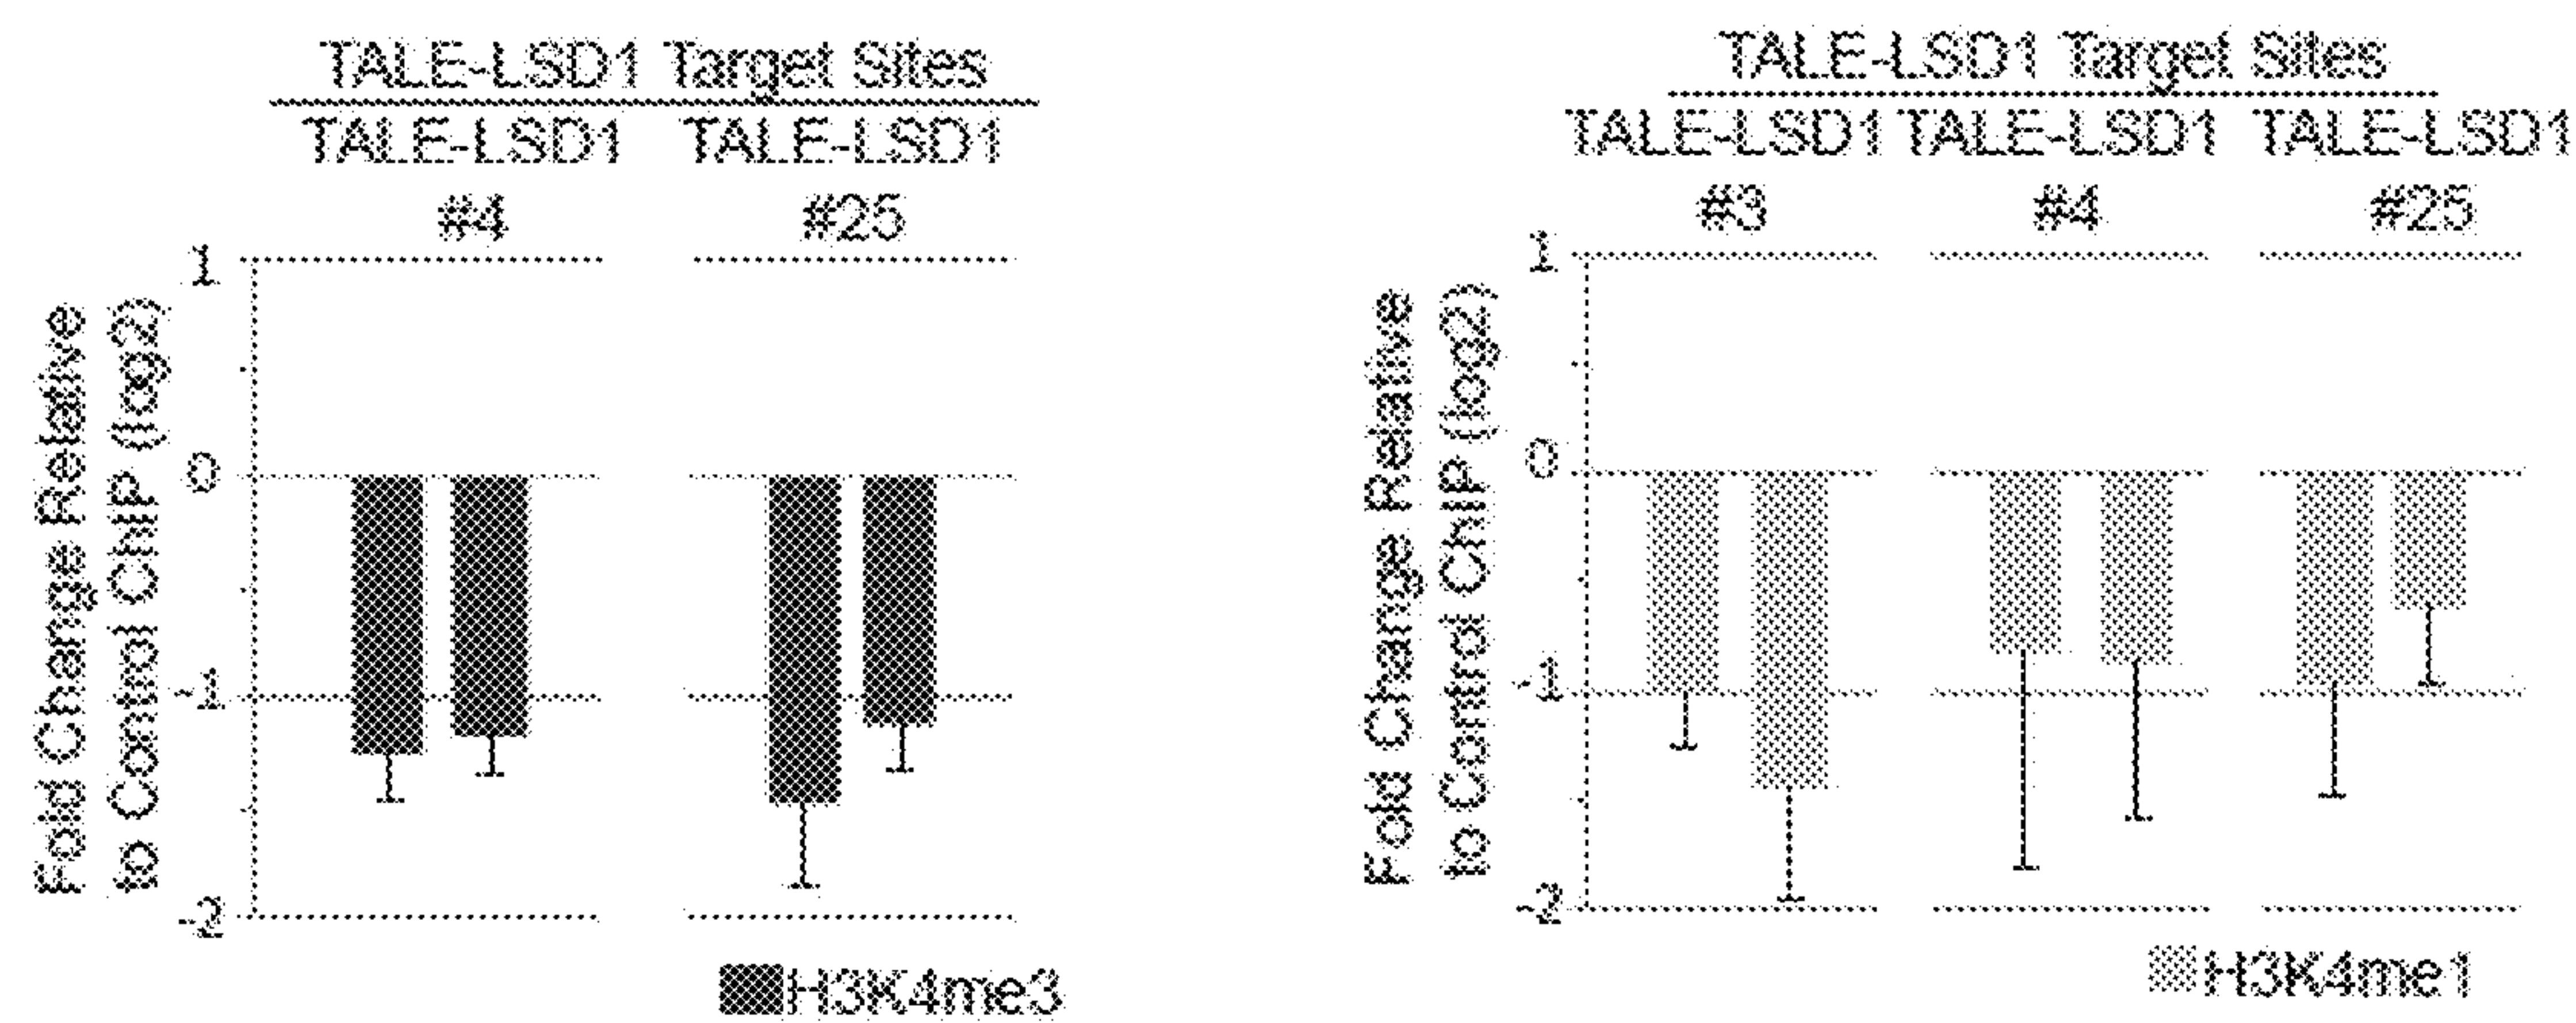 TALE-LSD1 Target Sites
TALE-LSD1 TALE-LSD1
#4 #25
1
0
-1
-2
Fold Change Relative
to Control ChIP (log2)
H3K4me3
TALE-LSD1 Target Sites
TALE-LSD1 TALE-LSD1 TALE-LSD1
#3 #4 #25
1
0
-1
-2
Fold Change Relative
to Control ChIP (log2)
H3K4me1